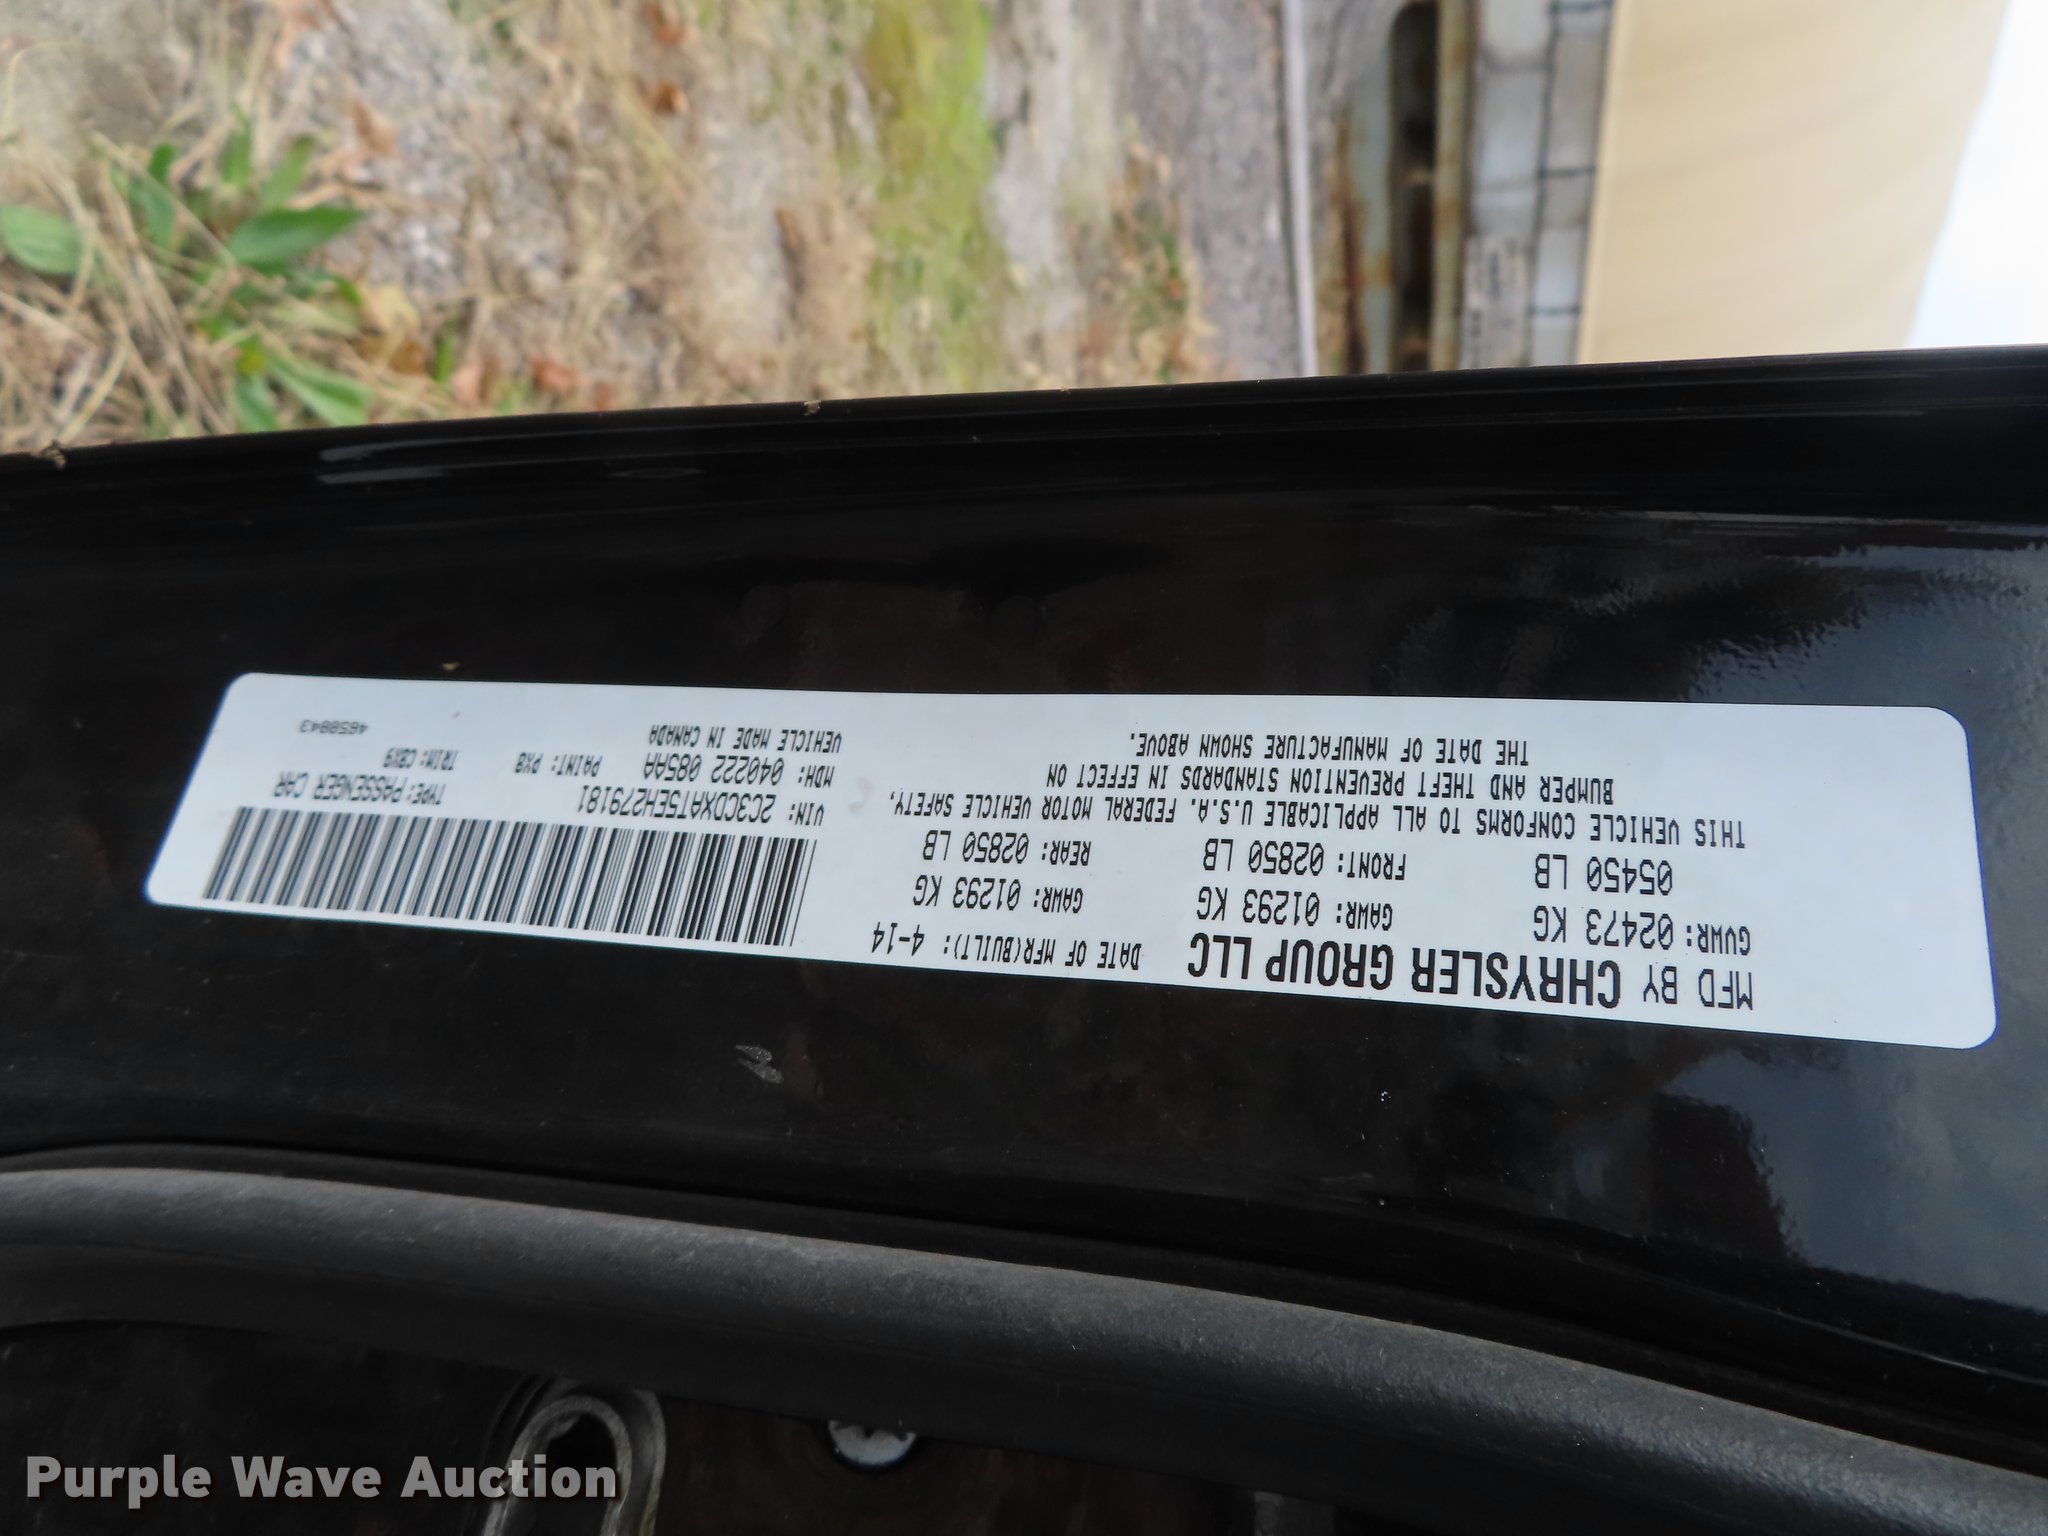 MFD BY CHRYSLER GROUP LLC
DATE OF MFR(BUILT): 4-14
GVWR: 02473 KG
05450 LB
GAWR: 01293 KG
FRONT: 02850 LB
GAWR: 01293 KG
REAR: 02850 LB
THIS VEHICLE CONFORMS TO ALL APPLICABLE U.S.A. FEDERAL MOTOR VEHICLE SAFETY,
BUMPER AND THEFT PREVENTION STANDARDS IN EFFECT ON
THE DATE OF MANUFACTURE SHOWN ABOVE.
VIN: 2C3CDXAT5EH279181
TYPE: PASSENGER CAR
MDH: 040222 085AA
PAINT: PX8
TRIM: CBX9
VEHICLE MADE IN CANADA
4658843
Purple Wave Auction